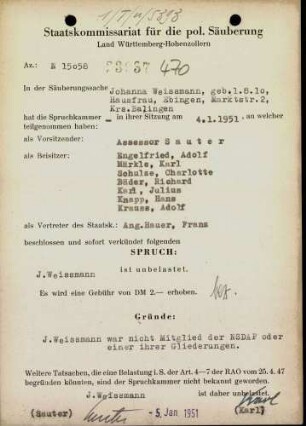 1/T/n/5898
Staatskommissariat für die pol. Säuberung
Land Württemberg-Hohenzollern
Az.: E 15058 470
In der Säuberungssache Johanna Weissmann, geb.1.8.10,
Hausfrau, Ebingen, Marktstr.2,
Krs.Balingen
hat die Spruchkammer – in ihrer Sitzung am 4.1.1951 an welcher
teilgenommen haben:
als Vorsitzender: Assessor Sauter
als Beisitzer: Engelfried, Adolf
Märkle, Karl
Schulze, Charlotte
Bäder, Richard
Karl, Julius
Knapp, Hans
Krauss, Adolf
als Vertreter des Staatsk.: Ang.Hauer, Franz
beschlossen und sofort verkündet folgenden
SPRUCH:
J.Weissmann
ist unbelastet.
Es wird eine Gebühr von DM 2.— erhoben.
Gründe:
J.Weissmann war nicht Mitglied der NSDAP oder
einer ihrer Gliederungen.
Weitere Tatsachen, die eine Belastung i. S. der Art. 4—7 der RAO vom 25. 4. 47
begründen könnten, sind der Spruchkammer nicht bekannt geworden.
J.Weissmann ist daher unbelastet.
(Sauter) - 5. Jan 1951 (Karl)